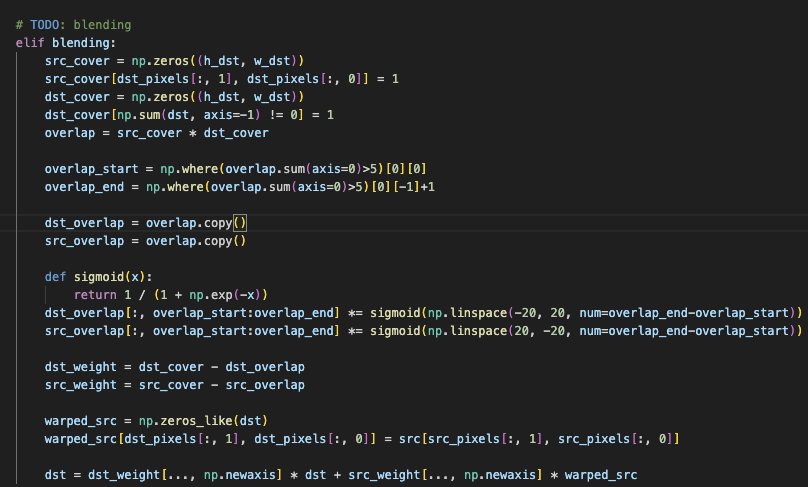 # TODO: blending
elif blending:
    src_cover = np.zeros((h_dst, w_dst))
    src_cover[dst_pixels[:, 1], dst_pixels[:, 0]] = 1
    dst_cover = np.zeros((h_dst, w_dst))
    dst_cover[np.sum(dst, axis=-1) != 0] = 1
    overlap = src_cover * dst_cover

    overlap_start = np.where(overlap.sum(axis=0)>5)[0][0]
    overlap_end = np.where(overlap.sum(axis=0)>5)[0][-1]+1

    dst_overlap = overlap.copy()
    src_overlap = overlap.copy()

    def sigmoid(x):
        return 1 / (1 + np.exp(-x))
    dst_overlap[:, overlap_start:overlap_end] *= sigmoid(np.linspace(-20, 20, num=overlap_end-overlap_start))
    src_overlap[:, overlap_start:overlap_end] *= sigmoid(np.linspace(20, -20, num=overlap_end-overlap_start))

    dst_weight = dst_cover - dst_overlap
    src_weight = src_cover - src_overlap

    warped_src = np.zeros_like(dst)
    warped_src[dst_pixels[:, 1], dst_pixels[:, 0]] = src[src_pixels[:, 1], src_pixels[:, 0]]

    dst = dst_weight[..., np.newaxis] * dst + src_weight[..., np.newaxis] * warped_src